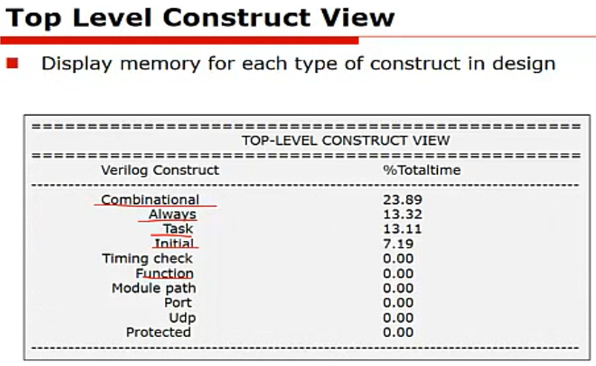 Top Level Construct View
Display memory for each type of construct in design
TOP-LEVEL CONSTRUCT VIEW
Verilog Construct %Totaltime
Combinational 23.89
Always 13.32
Task 13.11
Initial 7.19
Timing check 0.00
Function 0.00
Module path 0.00
Port 0.00
Udp 0.00
Protected 0.00